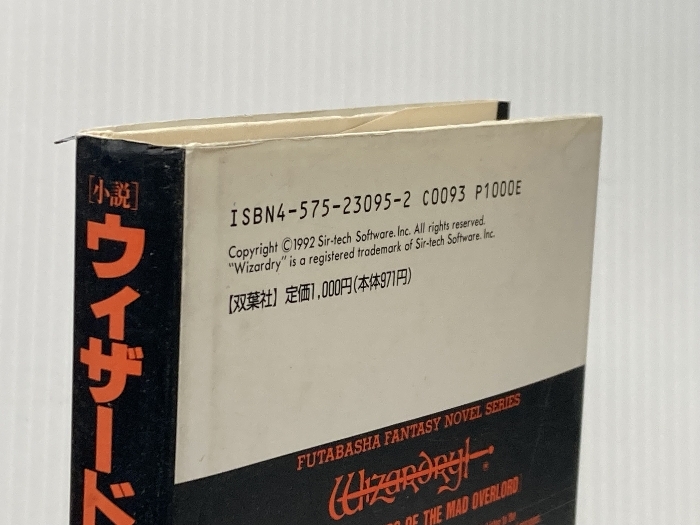 [小説]
ウィザード
ISBN4-575-23095-2 C0093 P1000E
Copyright ©1992 Sir-tech Software. Inc. All rights reserved.
"Wizardry" is a registered trademark of Sir-tech Software. Inc.
【双葉社】 定価1,000円(本体971円)
FUTABASHA FANTASY NOVEL SERIES
Wizardry I ®
OF THE MAD OVERLORD